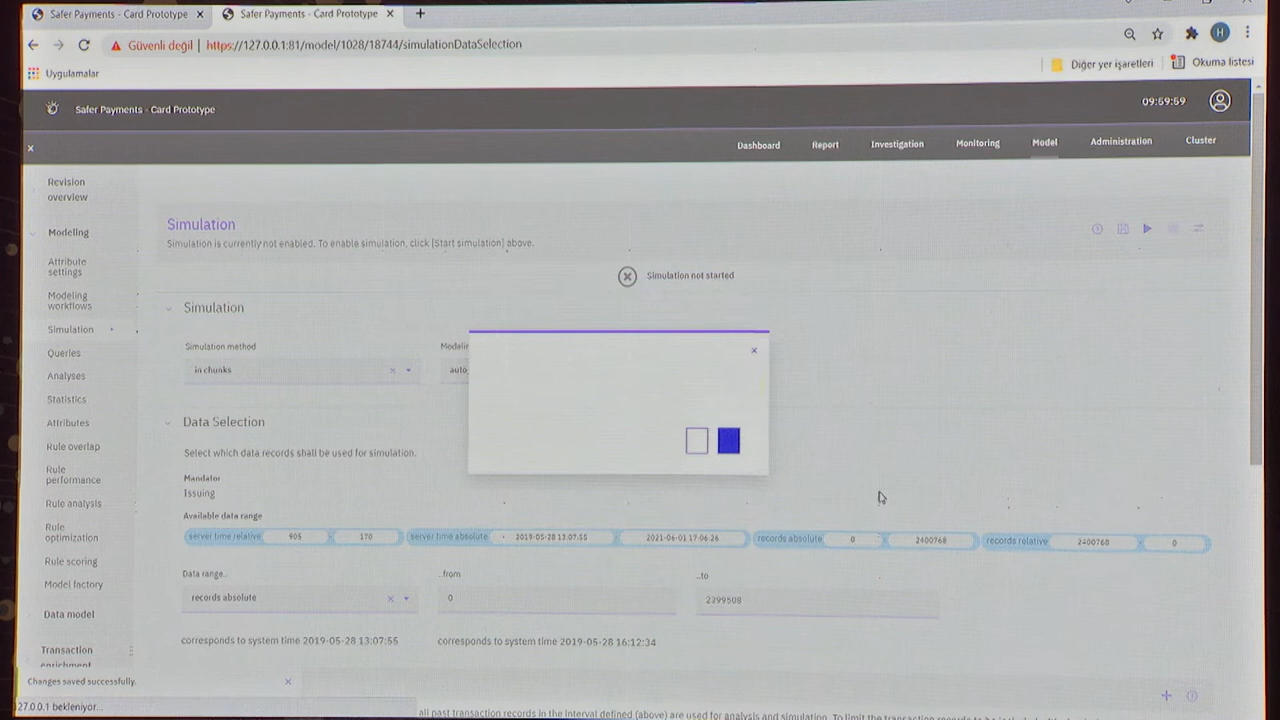 Safer Payments - Card Prototype
Safer Payments - Card Prototype
Güvenli değil | https://127.0.0.1:81/model/1028/18744/simulationDataSelection
H
Uygulamalar
Diğer yer işaretleri
Okuma listesi
Safer Payments - Card Prototype
09:59:59
Dashboard Report Investigation Monitoring Model Administration Cluster
Revision
overview
Modeling
Attribute
settings
Modeling
workflows
Simulation
Queries
Analyses
Statistics
Attributes
Rule overlap
Rule
performance
Rule analysis
Rule
optimization
Rule scoring
Model factory
Data model
Transaction
enrichment
Simulation
Simulation is currently not enabled. To enable simulation, click [Start simulation] above.
Simulation not started
Simulation
Simulation method
in chunks
auto
Data Selection
Select which data records shall be used for simulation.
Mandator
Issuing
Available data range
server time relative 905 170 server time absolute 2019-05-28 13:07:55 2021-06-01 17:06:26 records absolute 0 2400768 records relative 2400768 0
Data range.. ..from ..to
records absolute 0 2399508
corresponds to system time 2019-05-28 13:07:55 corresponds to system time 2019-05-28 16:12:34
Changes saved successfully.
127.0.0.1 bekleniyor...
all past transaction records in the interval defined (above) are used for analysis and simulation. To limit the transaction records to be